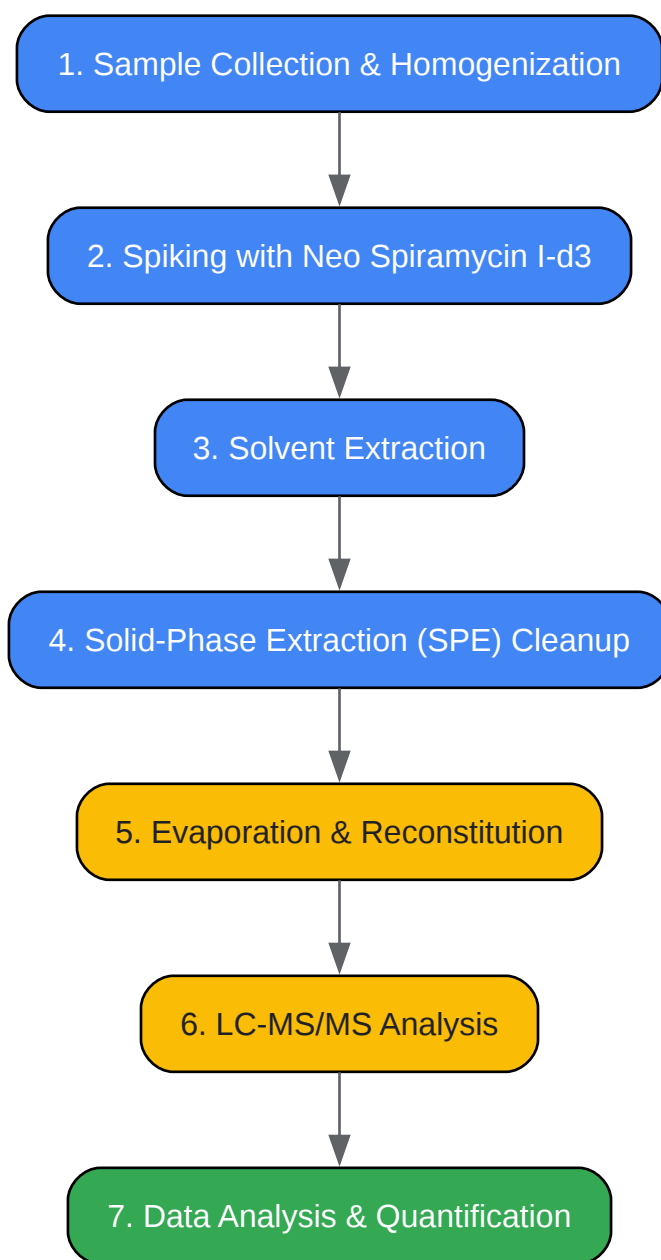 1. Sample Collection & Homogenization
2. Spiking with Neo Spiramycin I-d3
3. Solvent Extraction
4. Solid-Phase Extraction (SPE) Cleanup
5. Evaporation & Reconstitution
6. LC-MS/MS Analysis
7. Data Analysis & Quantification